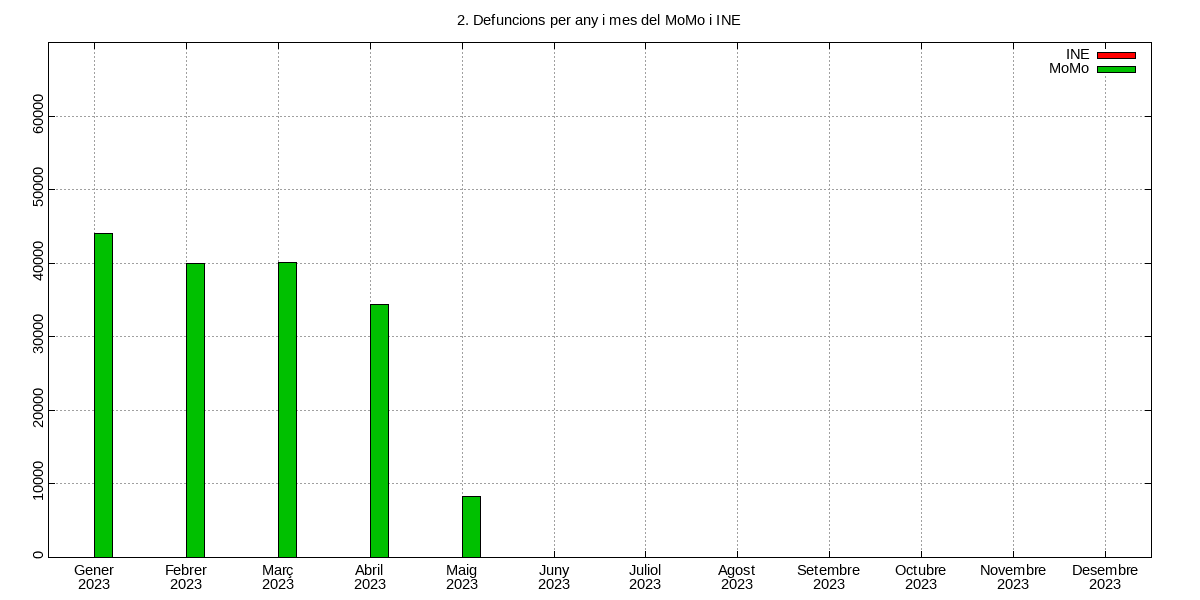 2. Defuncions per any i mes del MoMo i INE
INE
MoMo
60000
50000
40000
30000
20000
10000
0
Gener Febrer Març Abril Maig Juny Juliol Agost Setembre Octubre Novembre Desembre
2023 2023 2023 2023 2023 2023 2023 2023 2023 2023 2023 2023